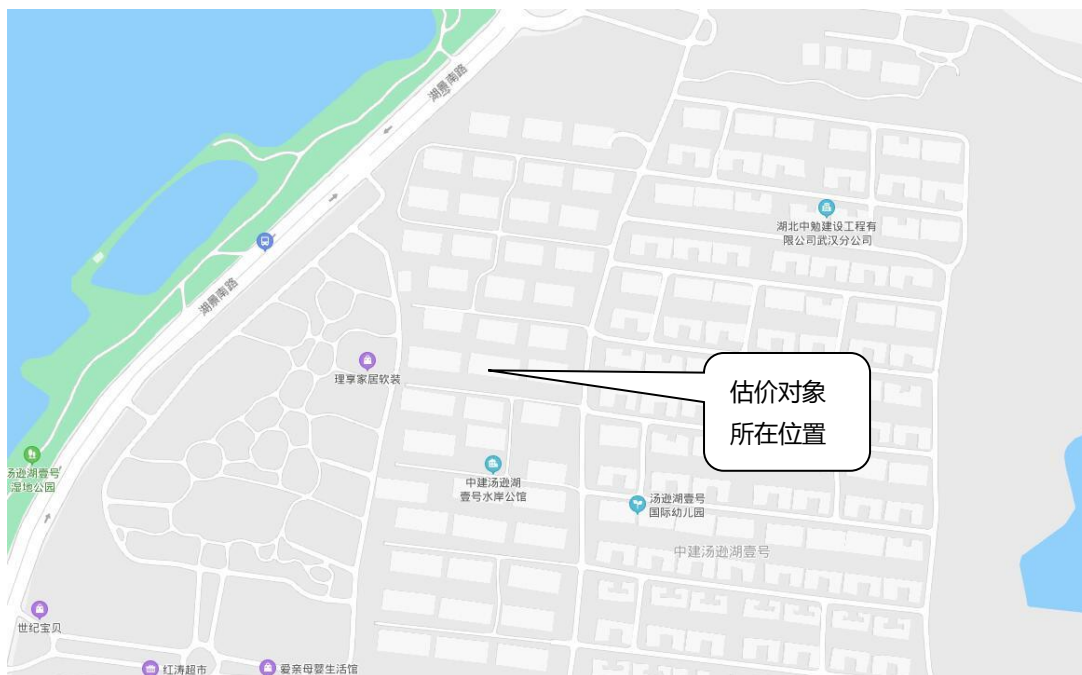 湖景南路
湖北中勉建设工程有
限公司武汉分公司
湖景南路
理享家居软装
估价对象
所在位置
汤逊湖壹号
湿地公园
中建汤逊湖
壹号水岸公馆
汤逊湖壹号
国际幼儿园
中建汤逊湖壹号
世纪宝贝
红涛超市
爱亲母婴生活馆